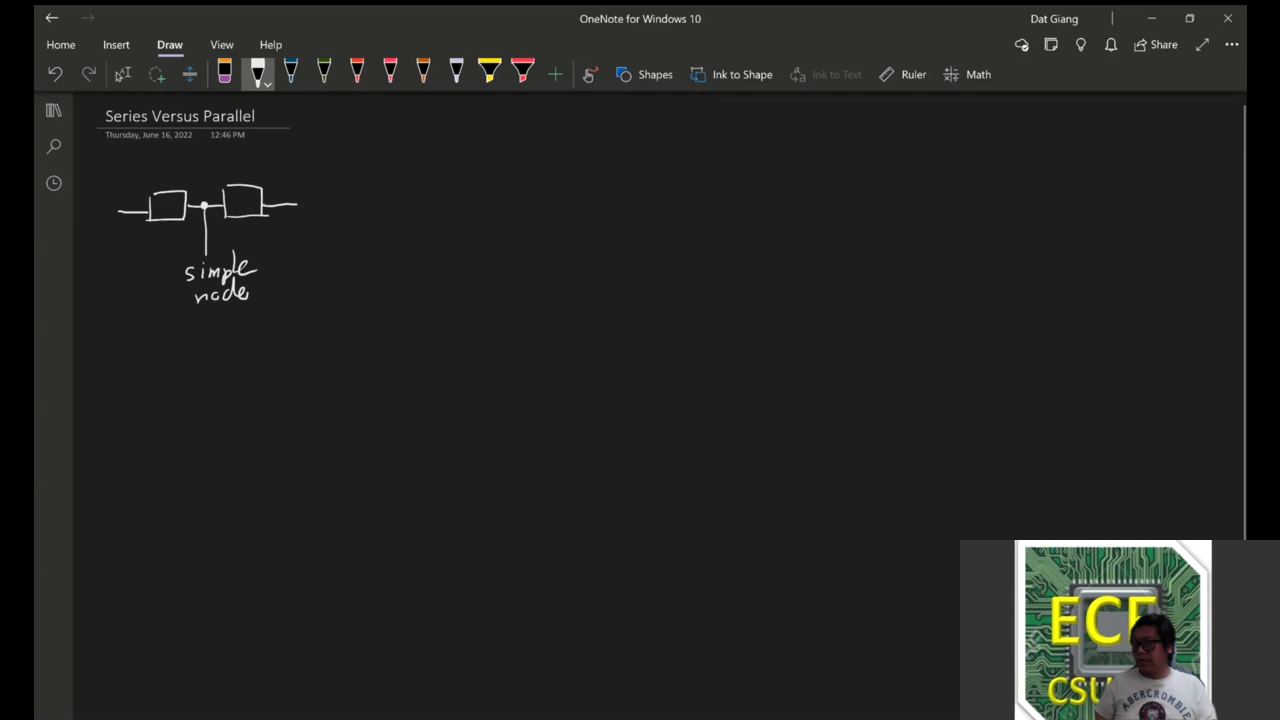 OneNote for Windows 10
Dat Giang
Home Insert Draw View Help
Share
Shapes Ink to Shape Ink to Text Ruler Math
Series Versus Parallel
Thursday, June 16, 2022 12:46 PM
simple
node
ECE
CSU
ABERCROMBIE